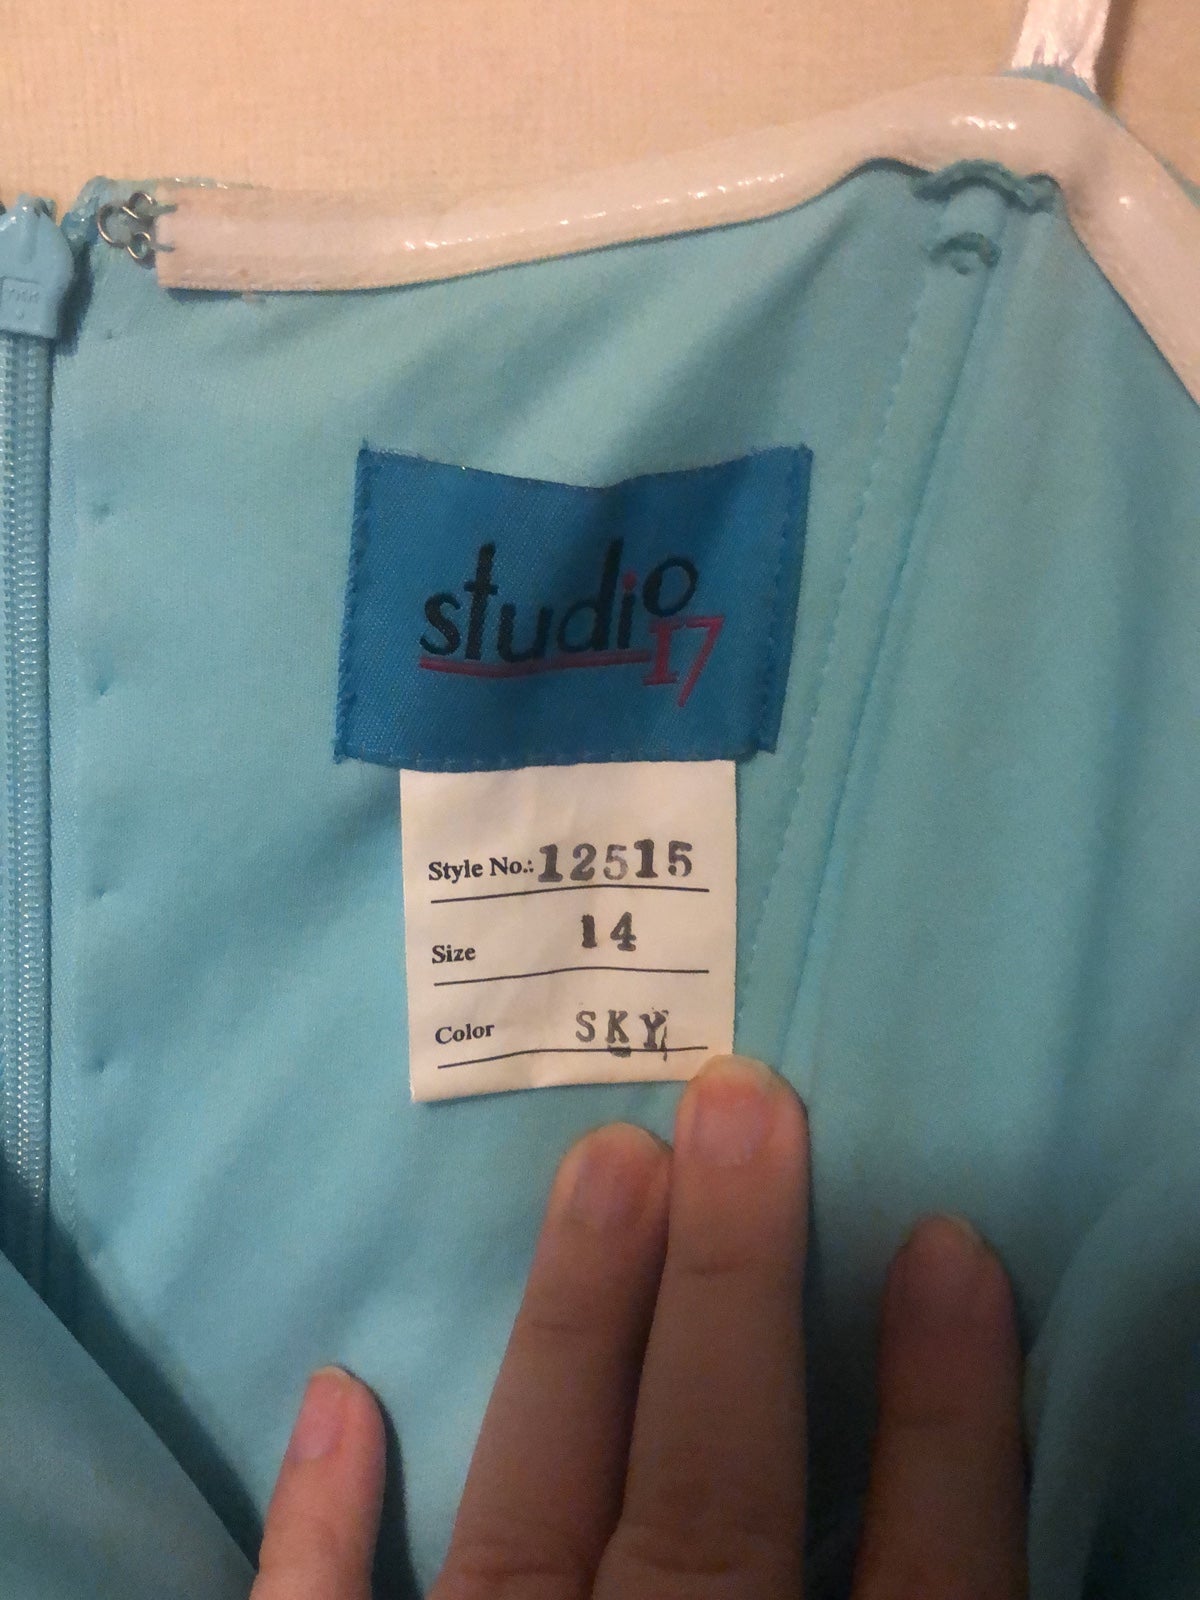 studio
17
Style No.: 12515
Size 14
Color SKY